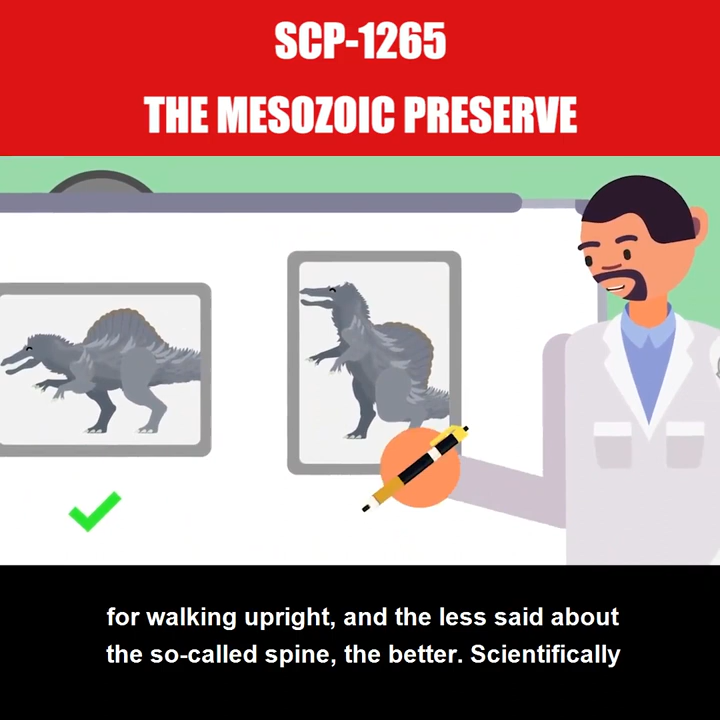 SCP-1265
THE MESOZOIC PRESERVE
for walking upright, and the less said about
the so-called spine, the better. Scientifically